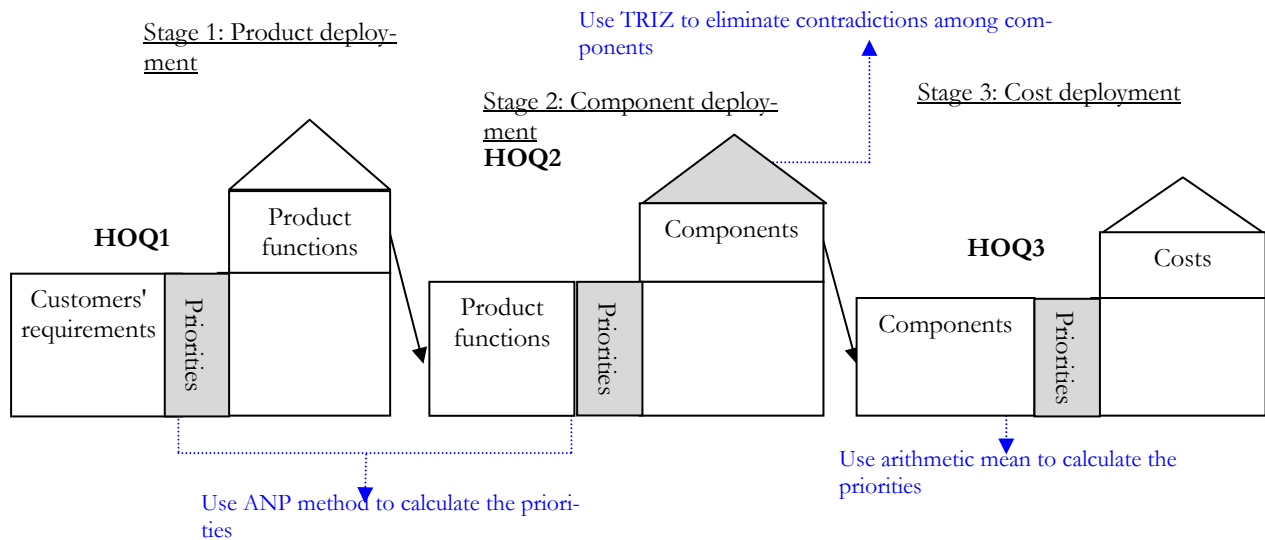 Stage 1: Product deploy-
ment
Use TRIZ to eliminate contradictions among com-
ponents
Stage 2: Component deploy-
ment
HOQ2
Stage 3: Cost deployment
HOQ1
Product
functions
Customers'
requirements
Priorities
Components
Product
functions
Priorities
HOQ3
Costs
Components
Priorities
Use ANP method to calculate the priori-
ties
Use arithmetic mean to calculate the
priorities